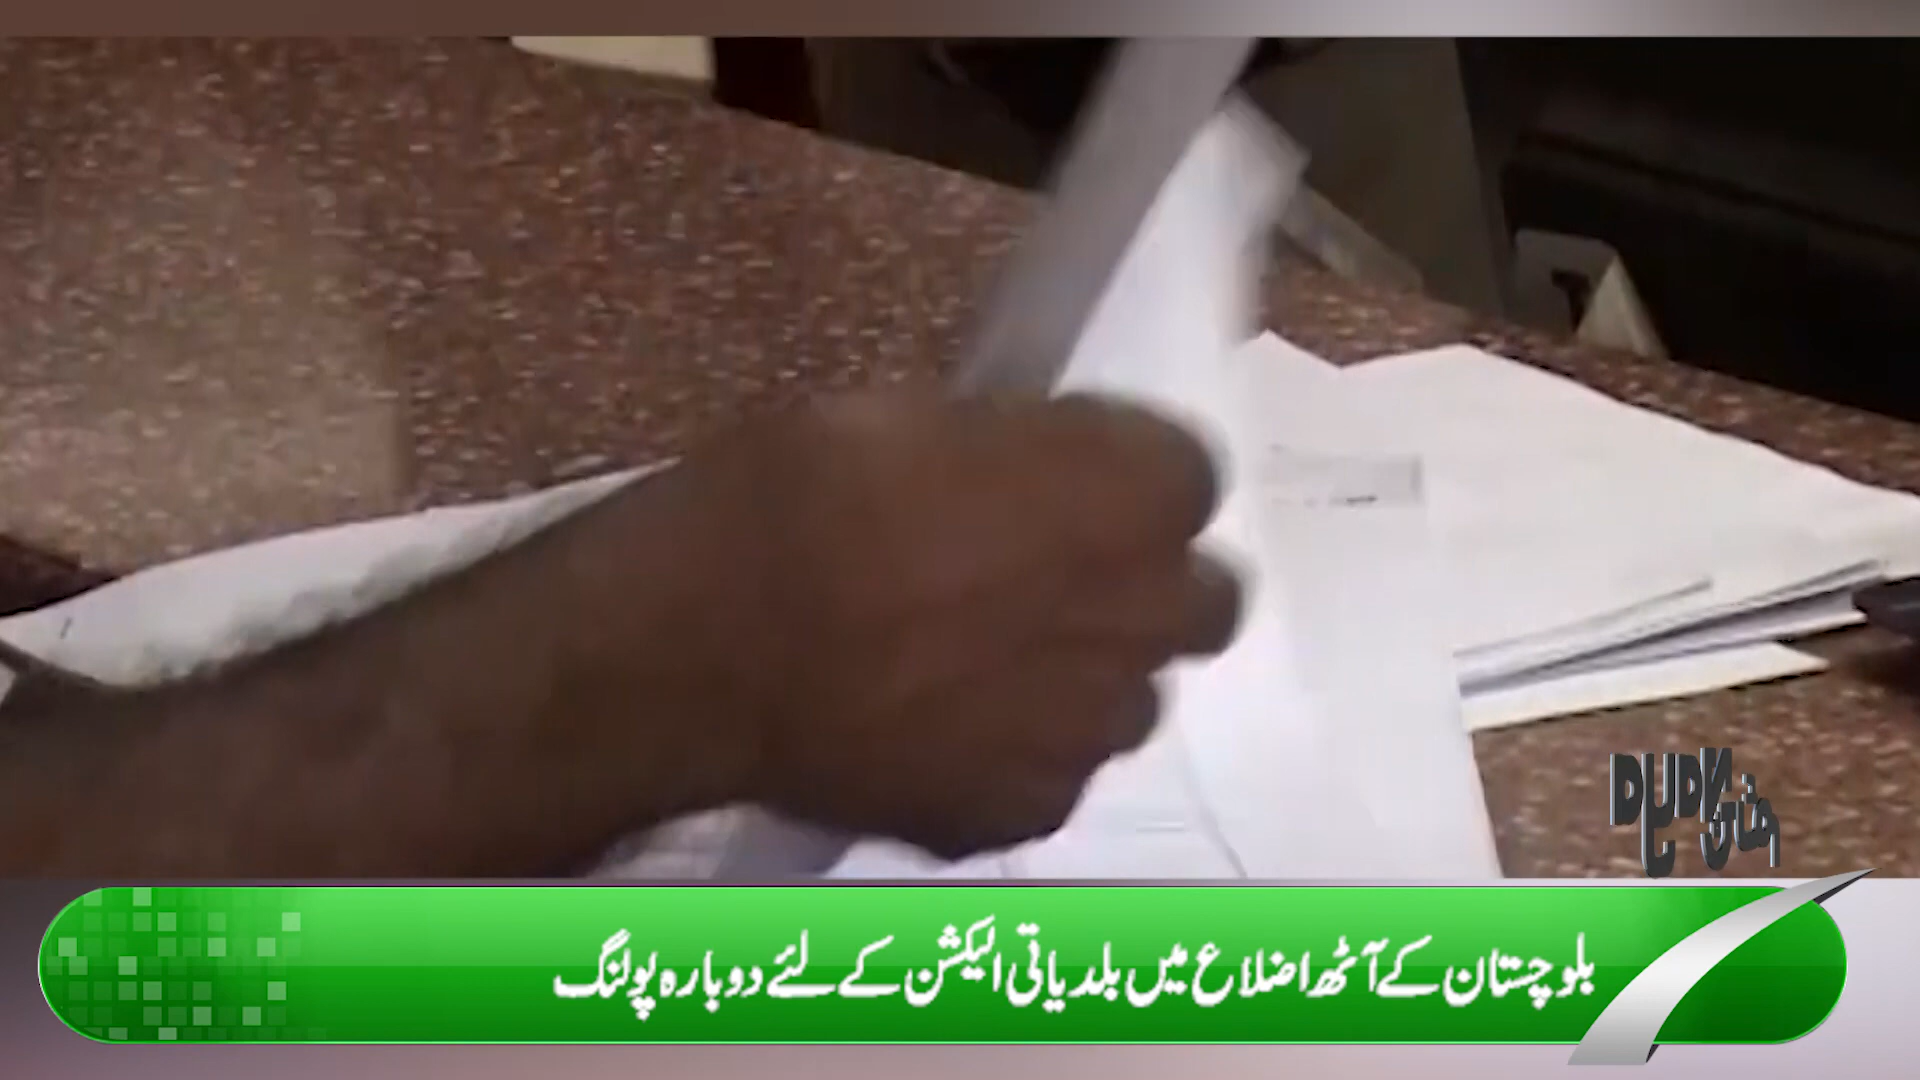 بلوچستان کے آٹھ اضلاع میں بلدیاتی الیکشن کے لئے دوبارہ پولنگ